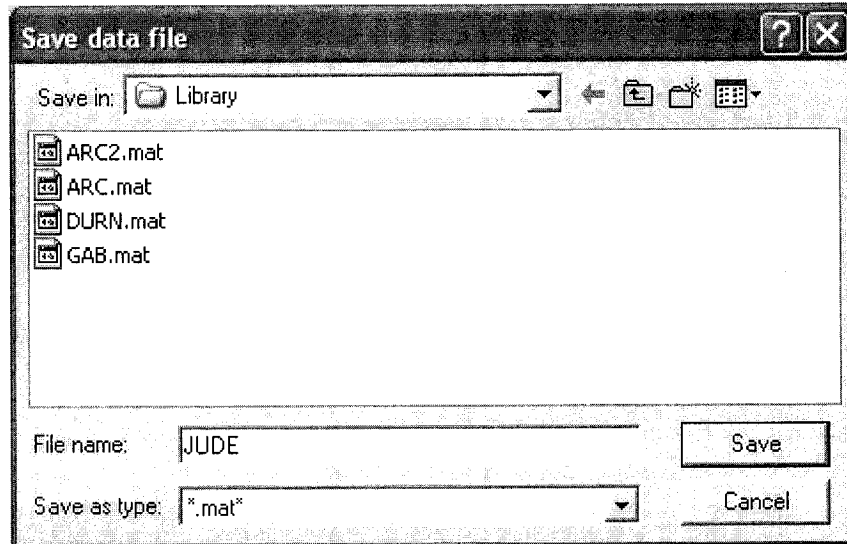 Save data file
Save in: Library
ARC2.mat
ARC.mat
DURN.mat
GAB.mat
File name: JUDE Save
Save as type: *.mat* Cancel